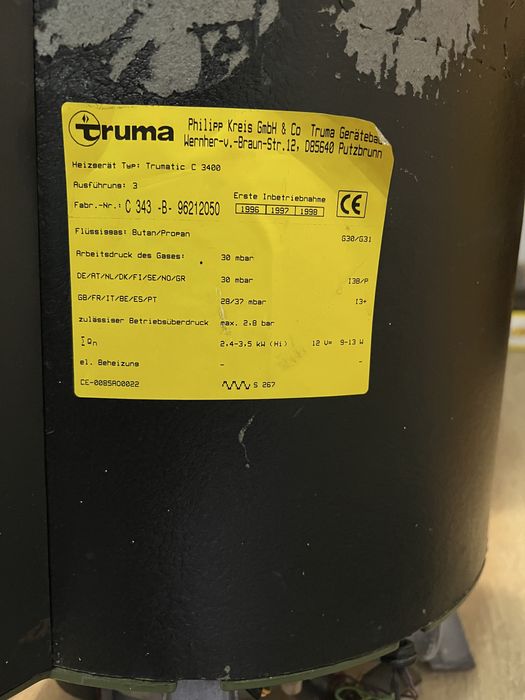 truma Philipp Kreis GmbH & Co Truma Gerätebau
Wernher-v.-Braun-Str.12, D85640 Putzbrunn
Heizgerät Typ: Trumatic C 3400
Ausführung: 3
Fabr.-Nr.: C 343 -B- 96212050
Erste Inbetriebnahme
1996 1997 1998
CE
Flüssiggas: Butan/Propan G30/G31
Arbeitsdruck des Gases: 30 mbar
DE/AT/NL/DK/FI/SE/NO/GR 30 mbar I3B/P
GB/FR/IT/BE/ES/PT 28/37 mbar I3+
zulässiger Betriebsüberdruck max. 2.8 bar
ΣQn 2,4-3,5 kW (Hi) 12 V= 9-13 W
el. Beheizung - -
CE-0085AO0022 S 267